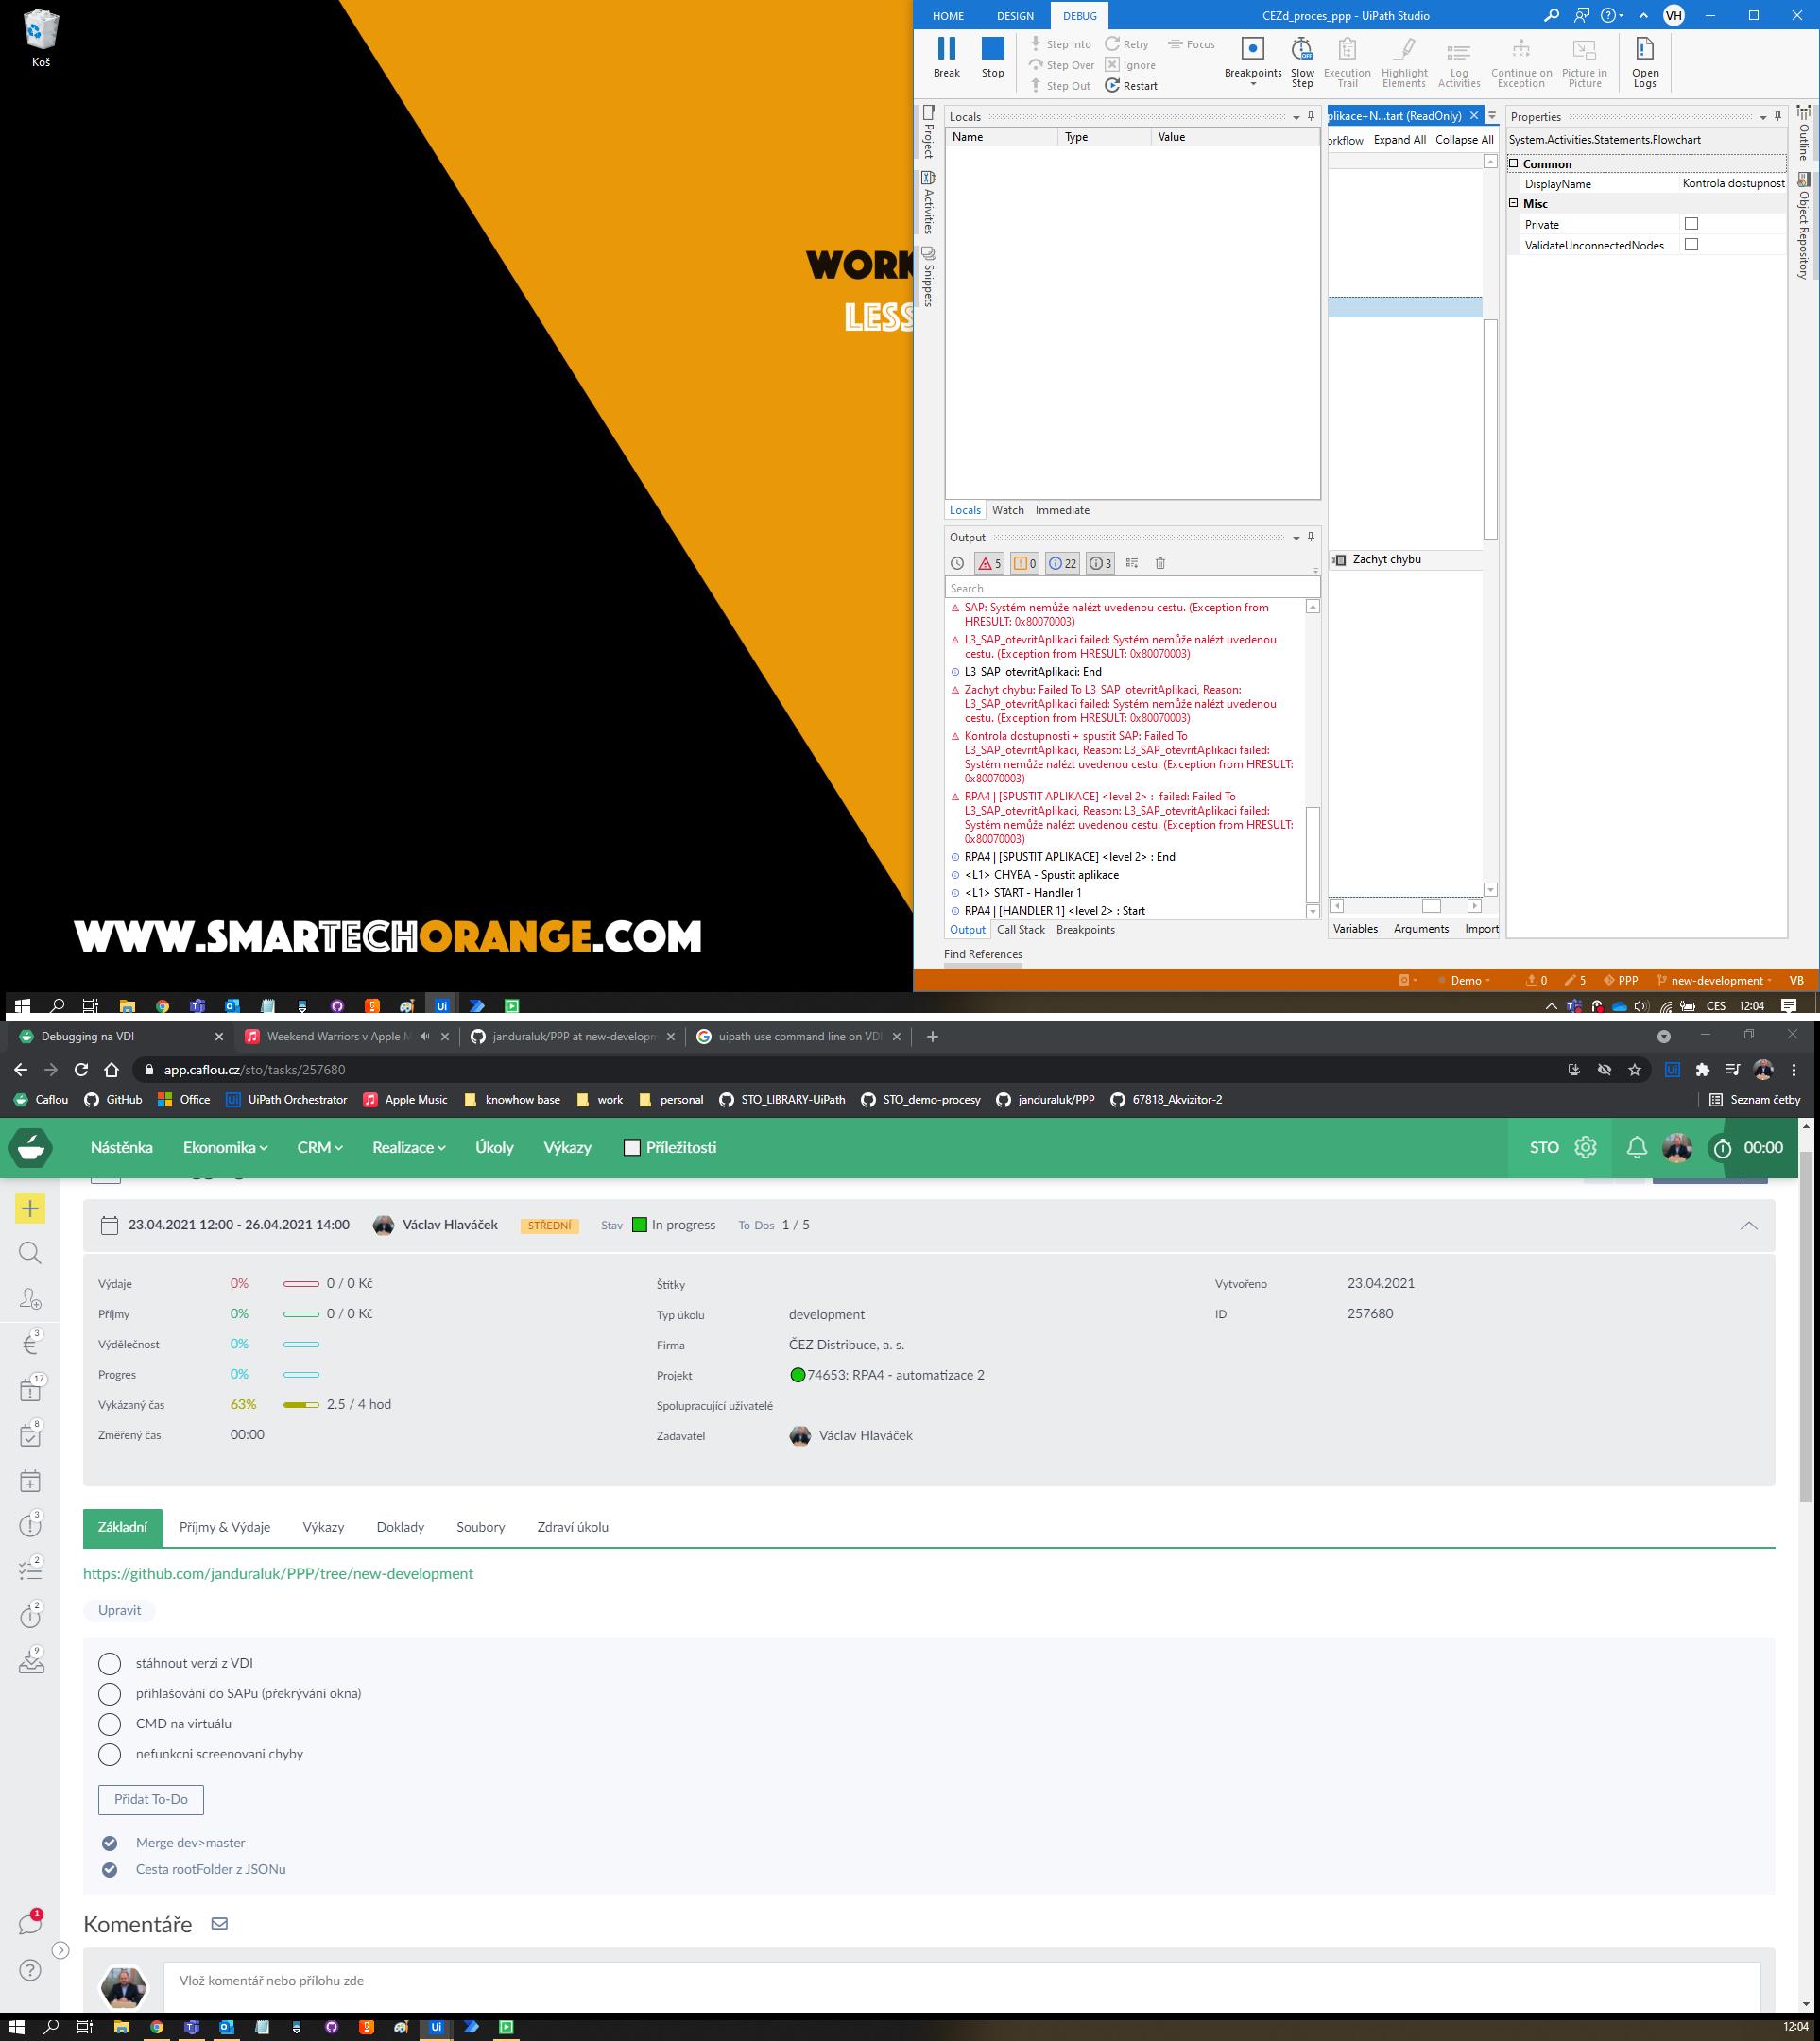 Koš
WORK
LESS
WWW.SMARTECHORANGE.COM
HOME
DESIGN
DEBUG
CEZd_proces_ppp - UiPath Studio
VH
Break
Stop
Step Into
Step Over
Step Out
Retry
Ignore
Restart
Focus
Breakpoints
Slow Step
Execution Trail
Highlight Elements
Log Activities
Continue on Exception
Picture in Picture
Open Logs
Project
Activities
Snippets
Locals
Name
Type
Value
Locals
Watch
Immediate
Output
5
0
22
3
Search
SAP: Systém nemůže nalézt uvedenou cestu. (Exception from
HRESULT: 0x80070003)
L3_SAP_otevritAplikaci failed: Systém nemůže nalézt uvedenou
cestu. (Exception from HRESULT: 0x80070003)
L3_SAP_otevritAplikaci: End
Zachyt chybu: Failed To L3_SAP_otevritAplikaci, Reason:
L3_SAP_otevritAplikaci failed: Systém nemůže nalézt uvedenou
cestu. (Exception from HRESULT: 0x80070003)
Kontrola dostupnosti + spustit SAP: Failed To
L3_SAP_otevritAplikaci, Reason: L3_SAP_otevritAplikaci failed:
Systém nemůže nalézt uvedenou cestu. (Exception from HRESULT:
0x80070003)
RPA4 | [SPUSTIT APLIKACE] <level 2> :  failed: Failed To
L3_SAP_otevritAplikaci, Reason: L3_SAP_otevritAplikaci failed:
Systém nemůže nalézt uvedenou cestu. (Exception from HRESULT:
0x80070003)
RPA4 | [SPUSTIT APLIKACE] <level 2> : End
<L1> CHYBA - Spustit aplikace
<L1> START - Handler 1
RPA4 | [HANDLER 1] <level 2> : Start
Output
Call Stack
Breakpoints
Find References
plikace+N...tart (ReadOnly)
orkflow
Expand All
Collapse All
Zachyt chybu
Variables
Arguments
Import
Properties
System.Activities.Statements.Flowchart
Common
DisplayName
Kontrola dostupnost
Misc
Private
ValidateUnconnectedNodes
Outline
Object Repository
Demo
0
5
PPP
new-development
VB
Ui
CES
12:04
Debugging na VDI
Weekend Warriors v Apple M
janduraluk/PPP at new-developm
uipath use command line on VDI
app.caflou.cz/sto/tasks/257680
Caflou
GitHub
Office
UiPath Orchestrator
Apple Music
knowhow base
work
personal
STO_LIBRARY-UiPath
STO_demo-procesy
janduraluk/PPP
67818_Akvizitor-2
Seznam četby
Nástěnka
Ekonomika
CRM
Realizace
Úkoly
Výkazy
Příležitosti
STO
00:00
23.04.2021 12:00 - 26.04.2021 14:00
Václav Hlaváček
STŘEDNÍ
Stav
In progress
To-Dos 1 / 5
Výdaje 0% 0 / 0 Kč
Příjmy 0% 0 / 0 Kč
Výdělečnost 0%
Progres 0%
Vykázaný čas 63% 2.5 / 4 hod
Změřený čas 00:00
Štítky
Typ úkolu development
Firma ČEZ Distribuce, a. s.
Projekt 74653: RPA4 - automatizace 2
Spolupracující uživatelé
Zadavatel Václav Hlaváček
Vytvořeno 23.04.2021
ID 257680
3
17
8
3
2
2
9
1
Základní
Příjmy & Výdaje
Výkazy
Doklady
Soubory
Zdraví úkolu
https://github.com/janduraluk/PPP/tree/new-development
Upravit
stáhnout verzi z VDI
přihlašování do SAPu (překrývání okna)
CMD na virtuálu
nefunkcni screenovani chyby
Přidat To-Do
Merge dev>master
Cesta rootFolder z JSONu
Komentáře
Vlož komentář nebo přílohu zde
Ui
12:04